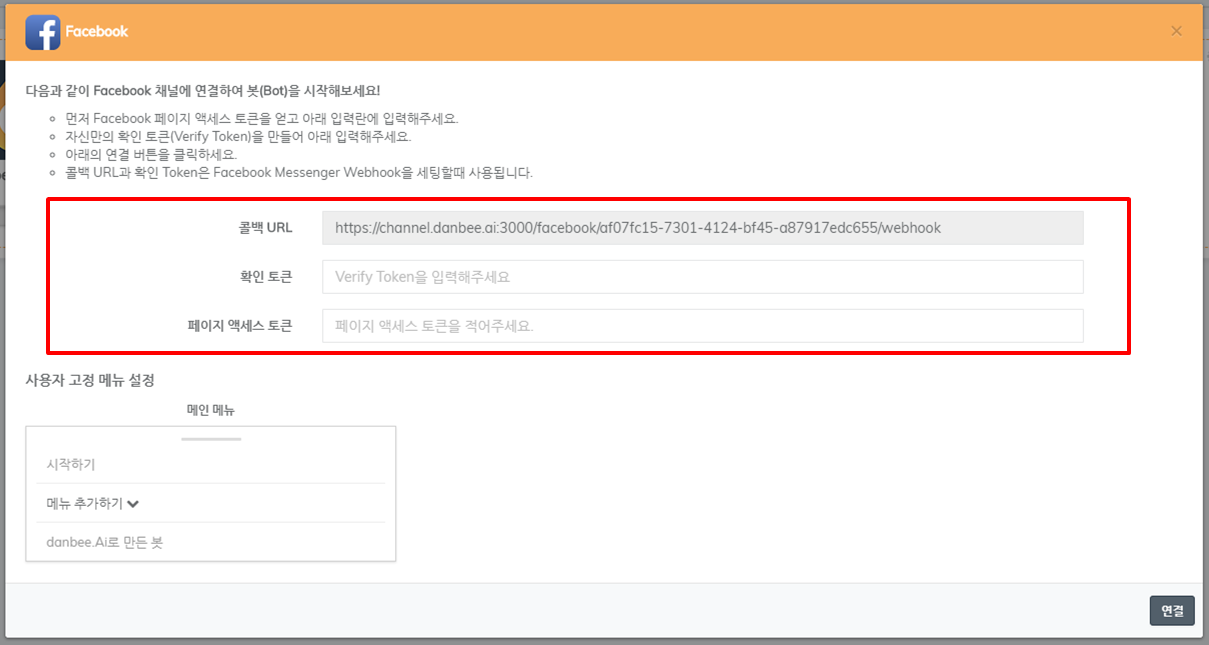 Facebook
다음과 같이 Facebook 채널에 연결하여 봇(Bot)을 시작해보세요!
먼저 Facebook 페이지 액세스 토큰을 얻고 아래 입력란에 입력해주세요.
자신만의 확인 토큰(Verify Token)을 만들어 아래 입력해주세요.
아래의 연결 버튼을 클릭하세요.
콜백 URL과 확인 Token은 Facebook Messenger Webhook을 세팅할때 사용됩니다.
콜백 URL https://channel.danbee.ai:3000/facebook/af07fc15-7301-4124-bf45-a87917edc655/webhook
확인 토큰 Verify Token을 입력해주세요
페이지 액세스 토큰 페이지 액세스 토큰을 적어주세요.
사용자 고정 메뉴 설정
메인 메뉴
시작하기
메뉴 추가하기
danbee.Ai로 만든 봇
연결